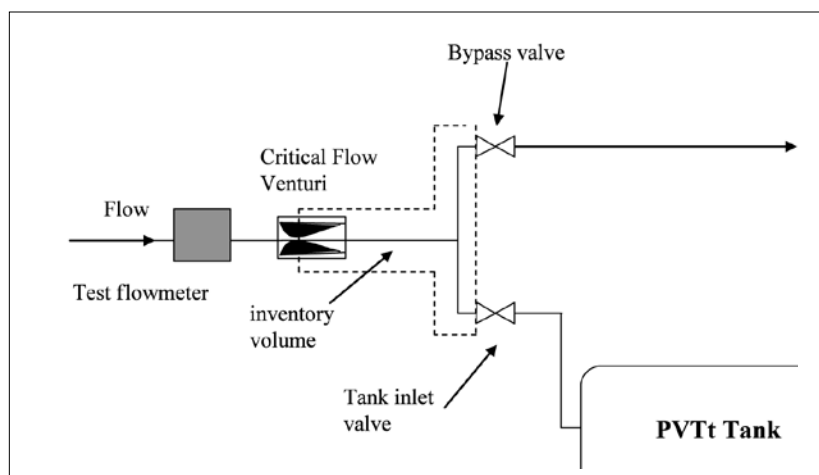 Bypass valve
Critical Flow
Venturi
Flow
Test flowmeter
inventory
volume
Tank inlet
valve
PVTt Tank